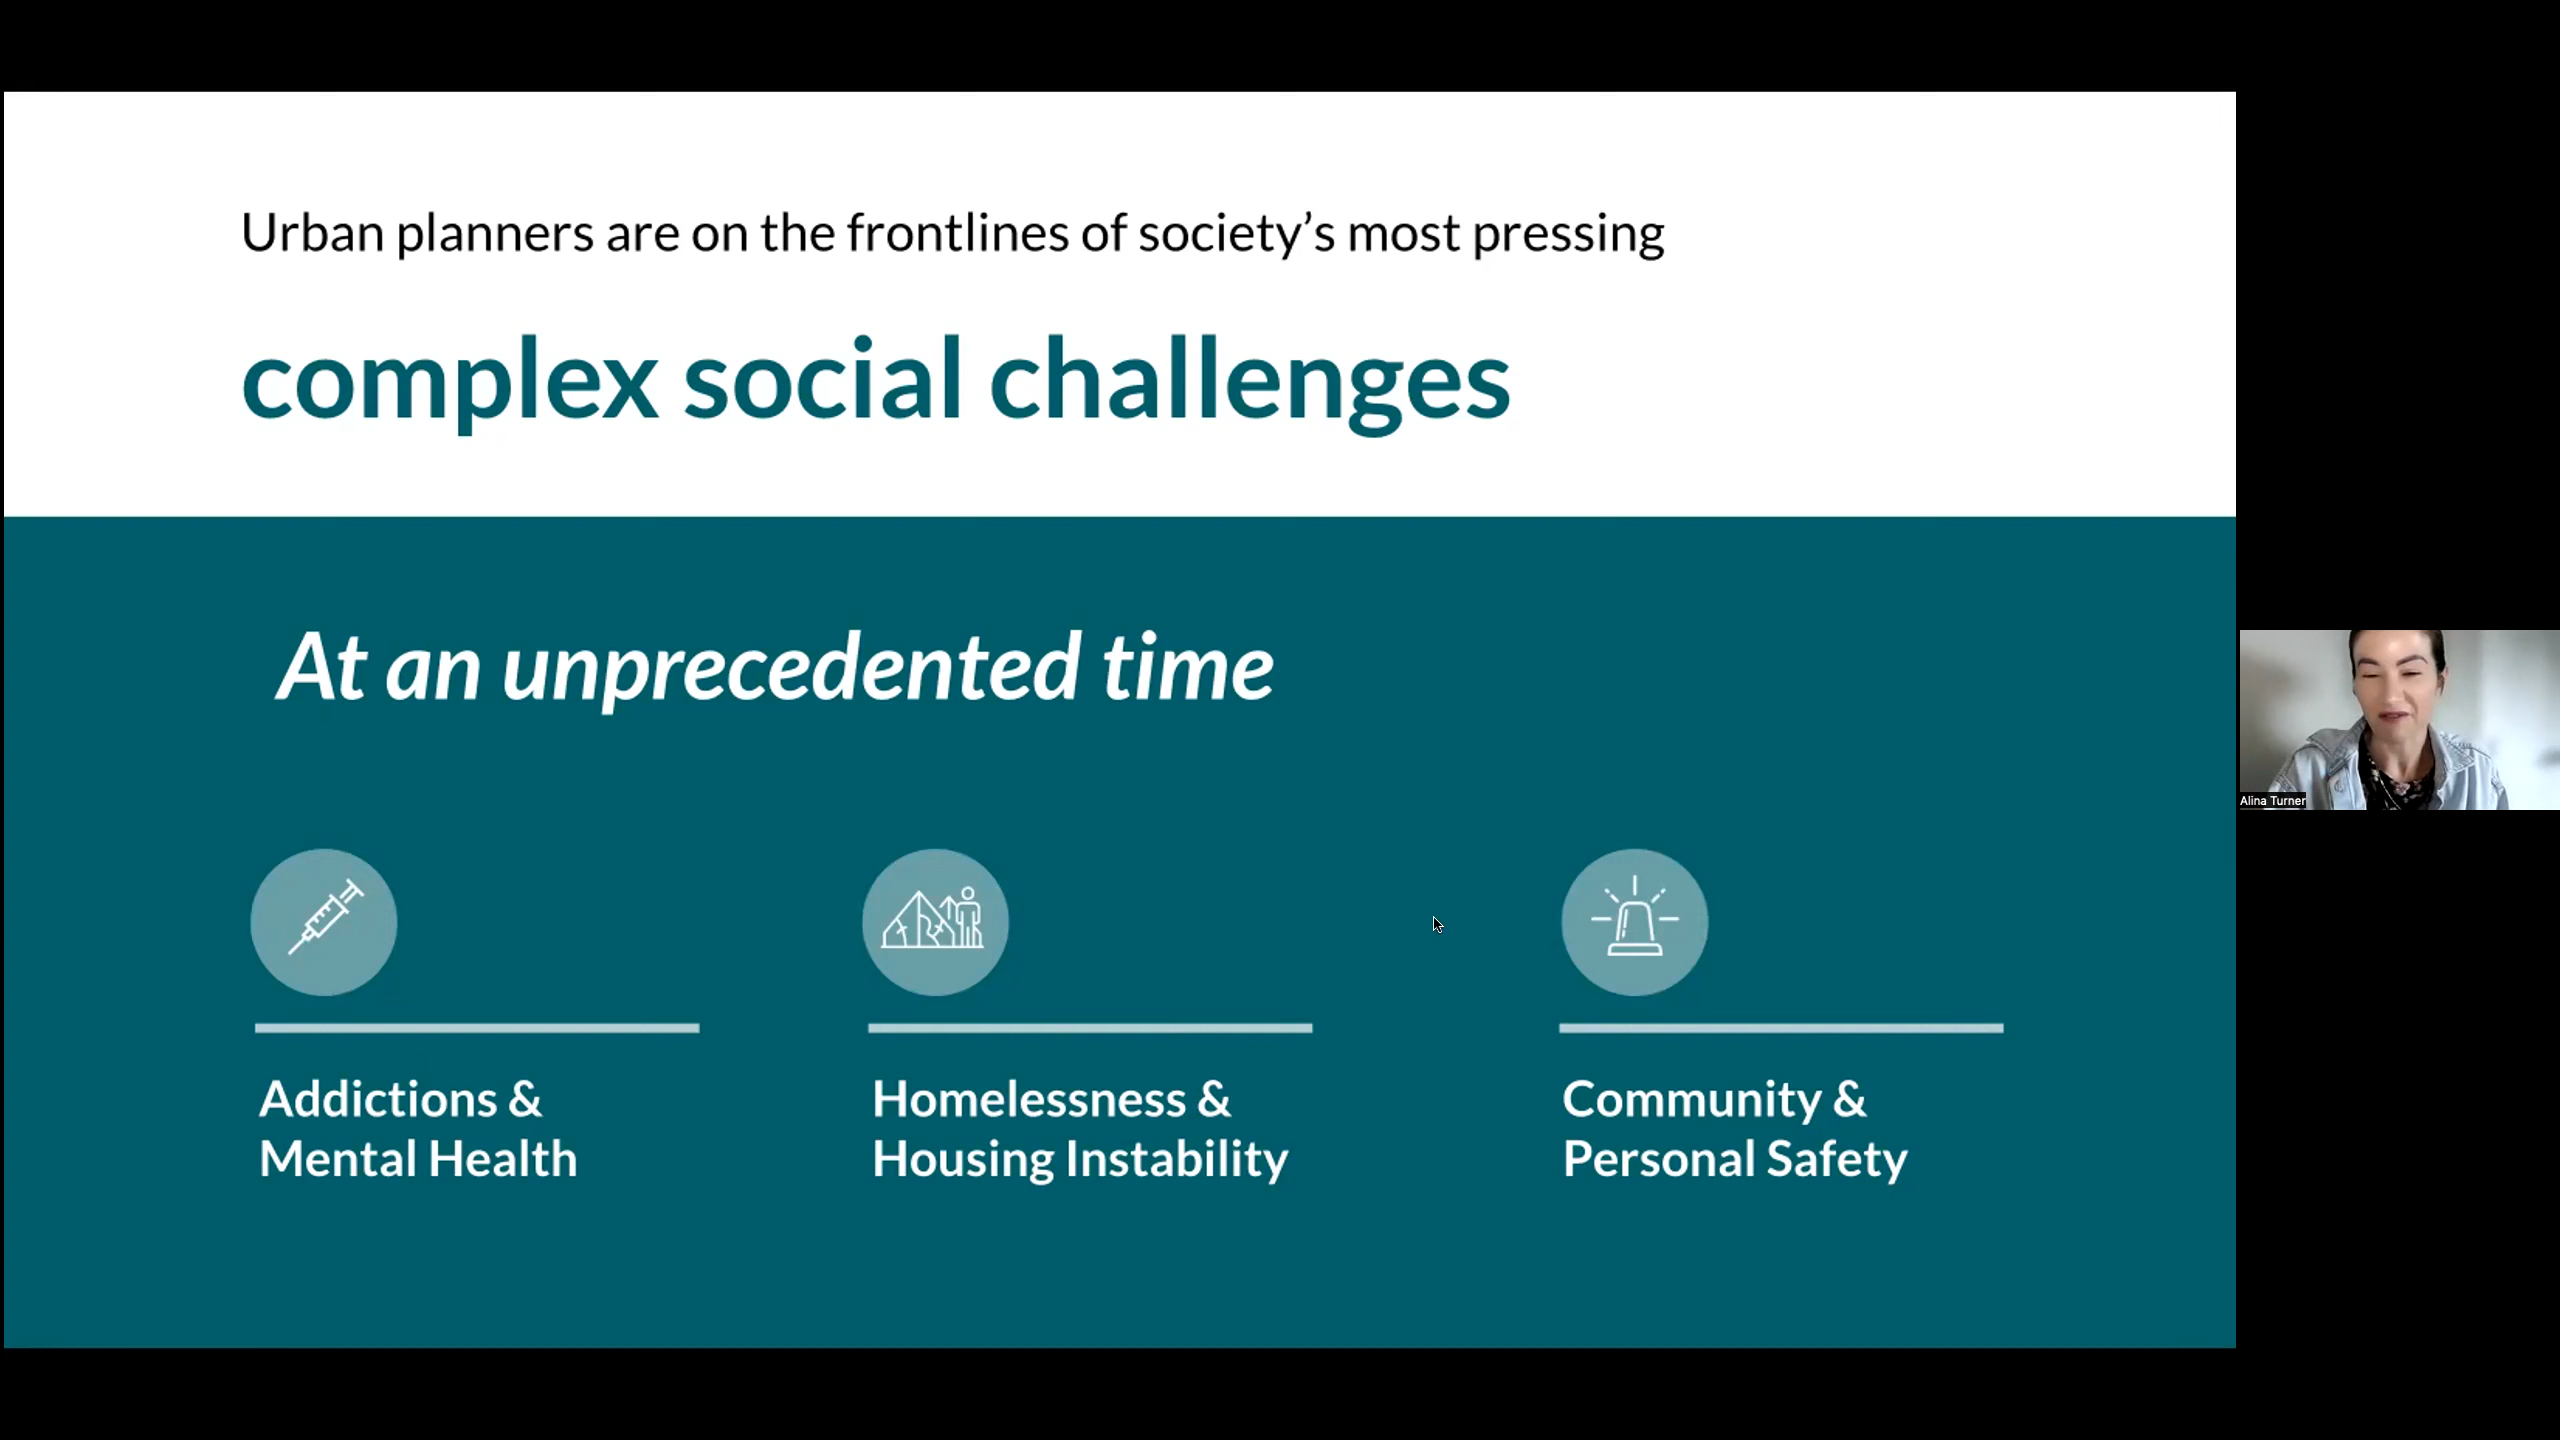 Urban planners are on the frontlines of society’s most pressing
complex social challenges
At an unprecedented time
Addictions &
Mental Health
Homelessness &
Housing Instability
Community &
Personal Safety
Alina Turner